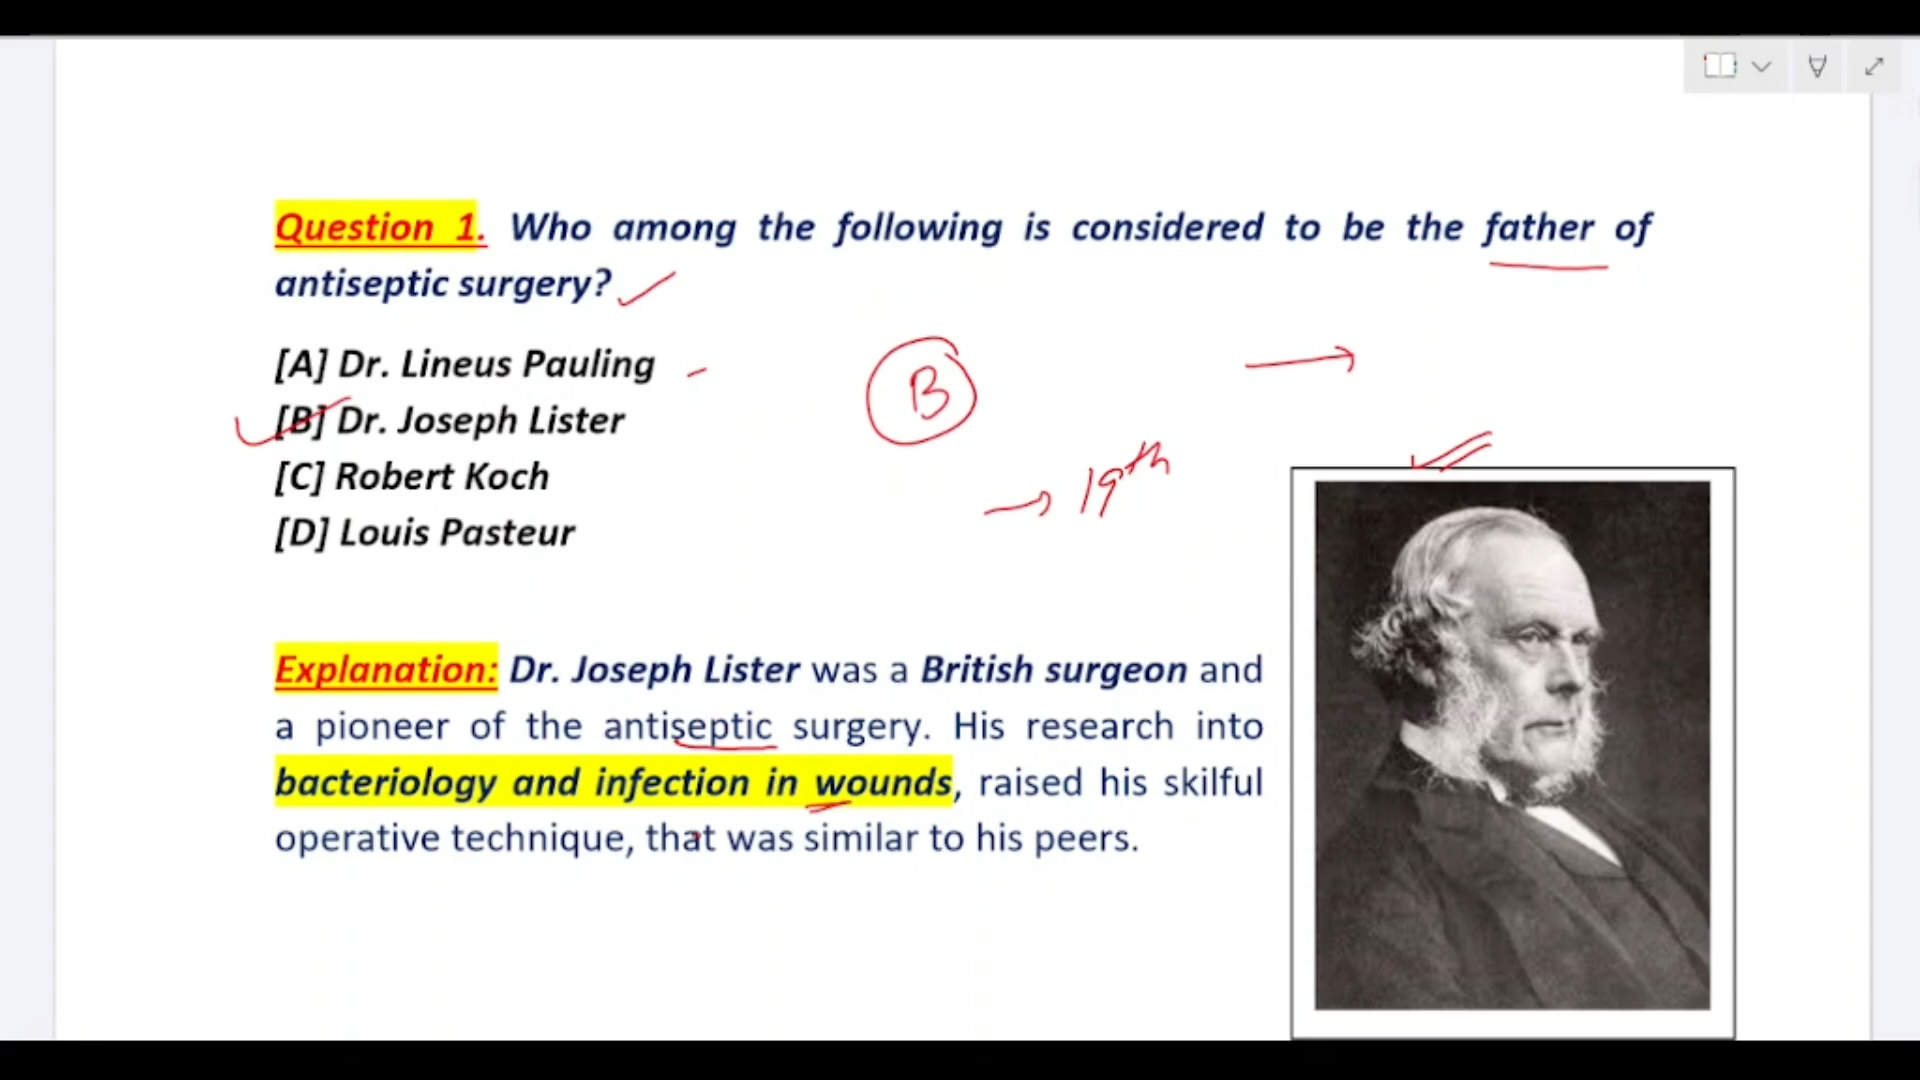 Question 1. Who among the following is considered to be the father of
antiseptic surgery?
[A] Dr. Lineus Pauling
[B] Dr. Joseph Lister
[C] Robert Koch
[D] Louis Pasteur
B
19th
Explanation: Dr. Joseph Lister was a British surgeon and
a pioneer of the antiseptic surgery. His research into
bacteriology and infection in wounds, raised his skilful
operative technique, that was similar to his peers.